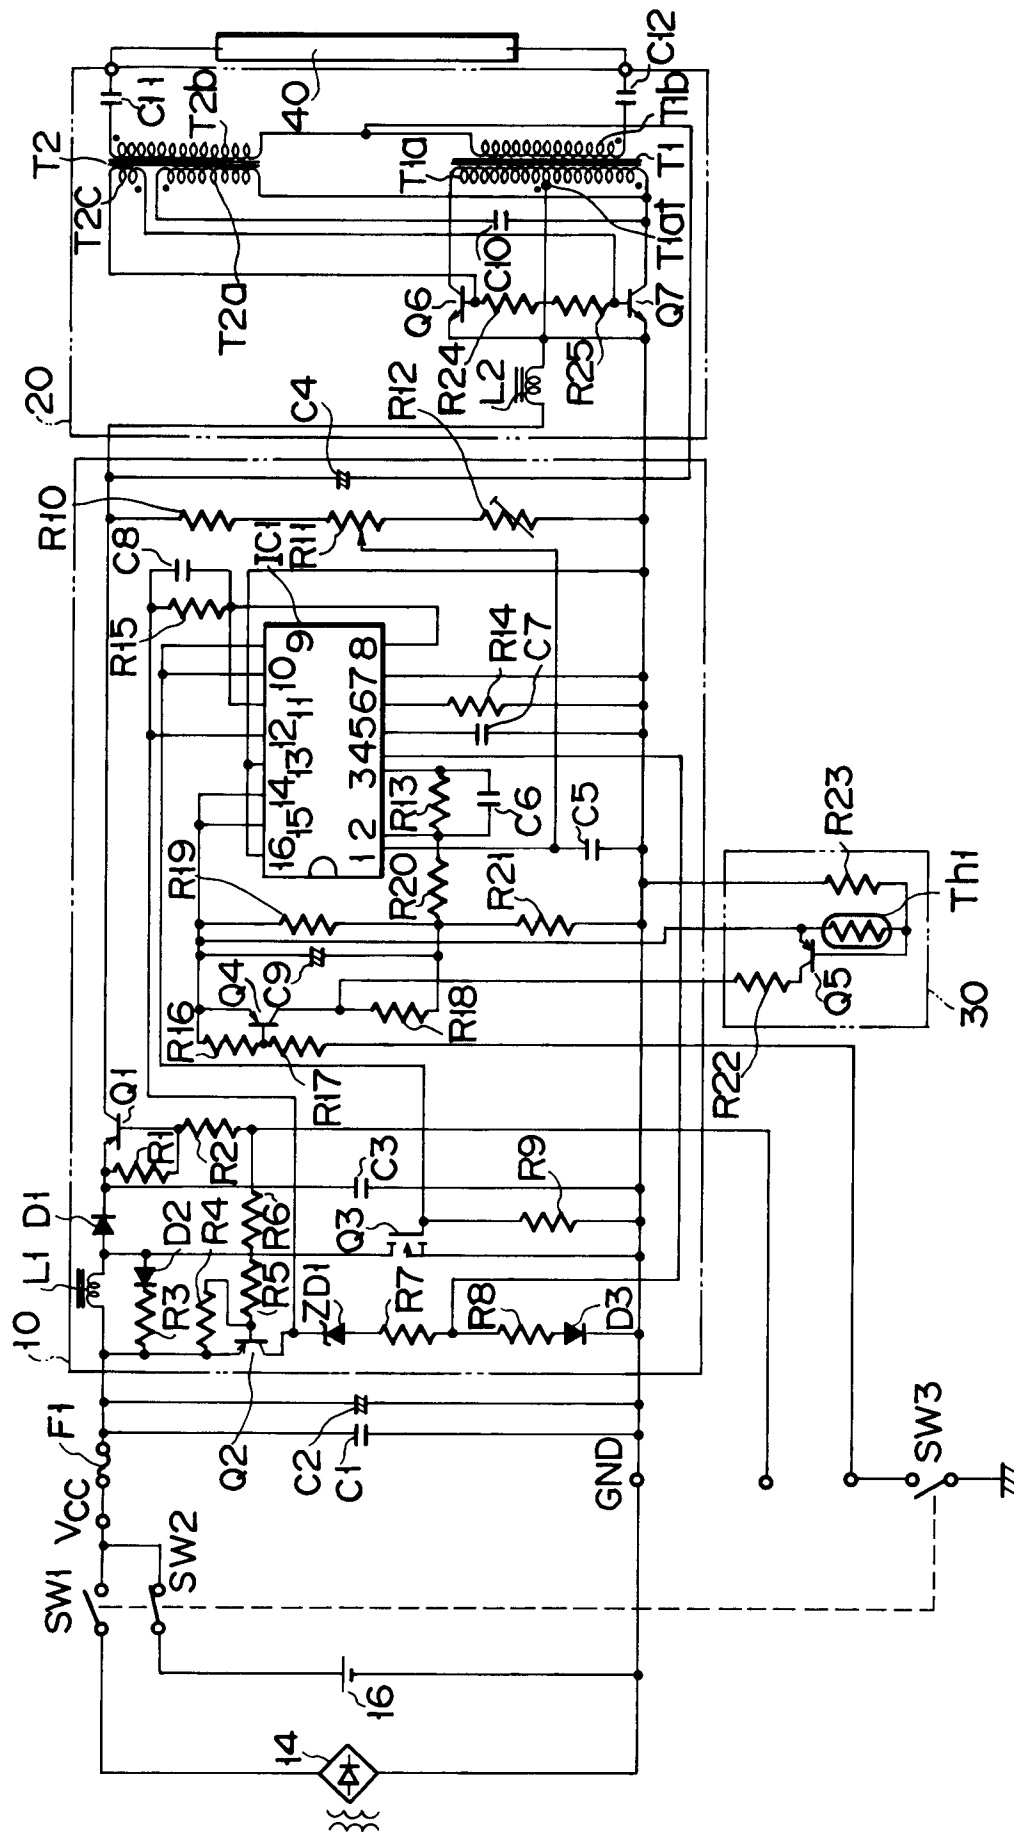 10
L1
D1
Q1
R1
R2
D2
R4
R3
R6
R5
Q2
ZD1
R7
R8
D3
Q3
C3
R9
F1
VCC
SW1
SW2
C2
C1
GND
14
16
SW3
R16
R17
Q4
C9
R18
R19
R20
R21
R13
C6
C5
R15
C8
IC1
16 15 14 13 12 11 10 9
1 2 3 4 5 6 7 8
R14
C7
R10
R11
R12
C4
R22
Q5
30
Th1
R23
20
T2
T2C
T2a
T2b
C11
40
T1a
T1b
T1
T1at
C12
C10
Q6
Q7
R24
R25
L2